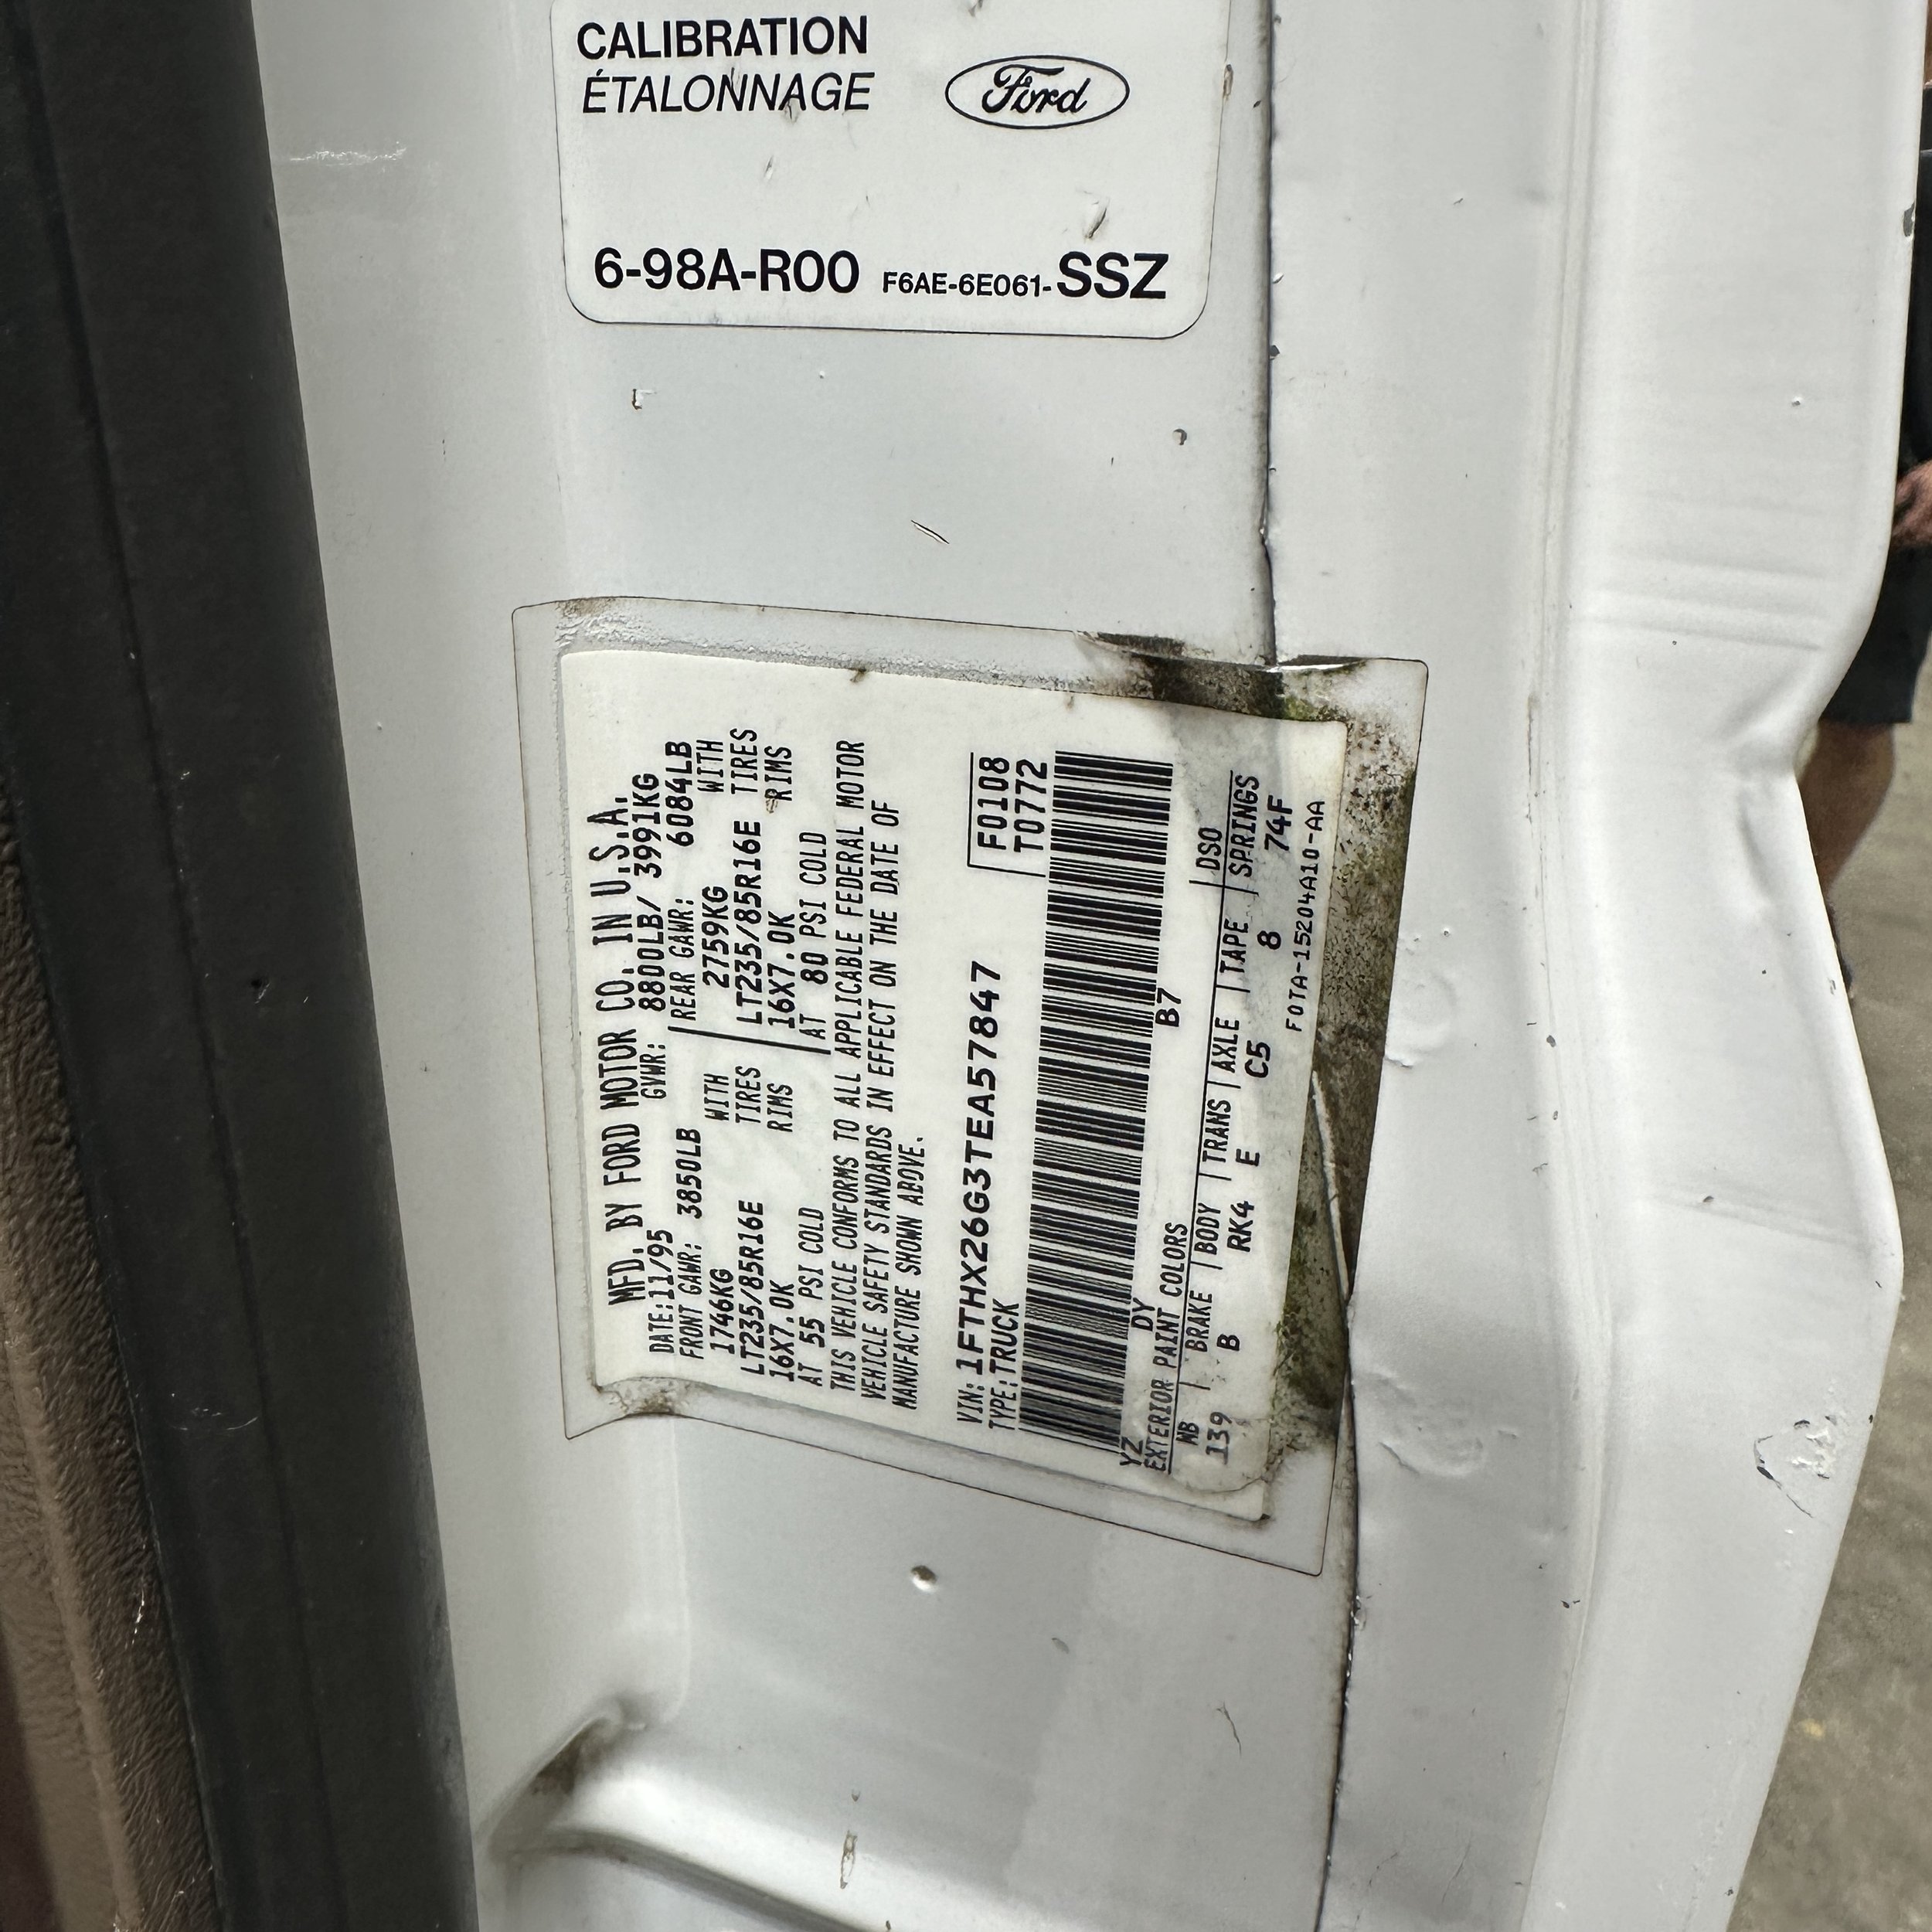 CALIBRATION
ÉTALONNAGE
Ford
6-98A-R00 F6AE-6E061-SSZ
MFD. BY FORD MOTOR CO. IN U.S.A.
DATE:11/95 GVWR: 8800LB/ 3991KG
FRONT GAWR: 3850LB REAR GAWR: 6084LB
1746KG WITH 2759KG WITH
LT235/85R16E TIRES LT235/85R16E TIRES
16X7.0K RIMS 16X7.0K RIMS
AT 55 PSI COLD AT 80 PSI COLD
THIS VEHICLE CONFORMS TO ALL APPLICABLE FEDERAL MOTOR
VEHICLE SAFETY STANDARDS IN EFFECT ON THE DATE OF
MANUFACTURE SHOWN ABOVE.
F0108
VIN: 1FTHX26G3TEA57847
TYPE: TRUCK T0772
YZ DY B7
EXTERIOR PAINT COLORS DSO
WB BRAKE BODY TRANS AXLE TAPE SPRINGS
139 B RK4 E C5 8 74F
F0TA-15204A10-AA